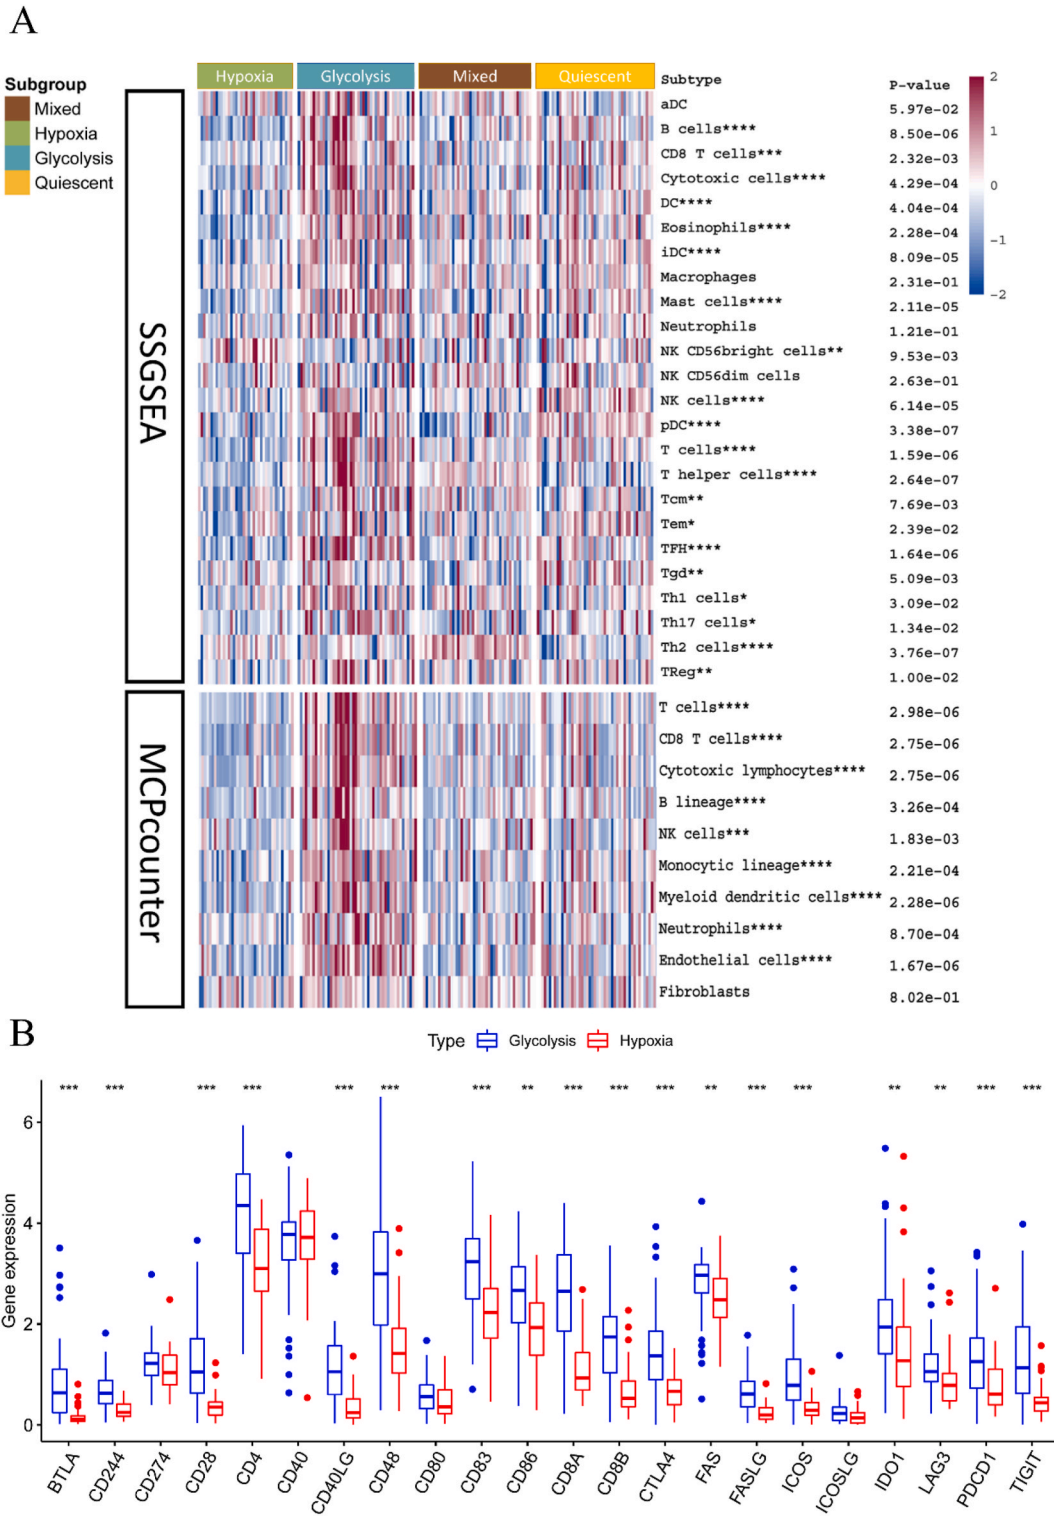 A
Hypoxia Glycolysis Mixed Quiescent
Subgroup
Mixed
Hypoxia
Glycolysis
Quiescent
SSGSEA
MCPcounter
Subtype P-value
aDC 5.97e-02
B cells**** 8.50e-06
CD8 T cells*** 2.32e-03
Cytotoxic cells**** 4.29e-04
DC**** 4.04e-04
Eosinophils**** 2.28e-04
iDC**** 8.09e-05
Macrophages 2.31e-01
Mast cells**** 2.11e-05
Neutrophils 1.21e-01
NK CD56bright cells** 9.53e-03
NK CD56dim cells 2.63e-01
NK cells**** 6.14e-05
pDC**** 3.38e-07
T cells**** 1.59e-06
T helper cells**** 2.64e-07
Tcm** 7.69e-03
Tem* 2.39e-02
TFH**** 1.64e-06
Tgd** 5.09e-03
Th1 cells* 3.09e-02
Th17 cells* 1.34e-02
Th2 cells**** 3.76e-07
TReg** 1.00e-02
T cells**** 2.98e-06
CD8 T cells**** 2.75e-06
Cytotoxic lymphocytes**** 2.75e-06
B lineage**** 3.26e-04
NK cells*** 1.83e-03
Monocytic lineage**** 2.21e-04
Myeloid dendritic cells**** 2.28e-06
Neutrophils**** 8.70e-04
Endothelial cells**** 1.67e-06
Fibroblasts 8.02e-01
2
1
0
-1
-2
B
Type Glycolysis Hypoxia
*** *** *** *** *** *** *** ** *** *** *** ** *** *** ** ** *** ***
Gene expression
6
4
2
0
BTLA CD244 CD274 CD28 CD4 CD40 CD40LG CD48 CD80 CD83 CD86 CD8A CD8B CTLA4 FAS FASLG ICOS ICOSLG IDO1 LAG3 PDCD1 TIGIT